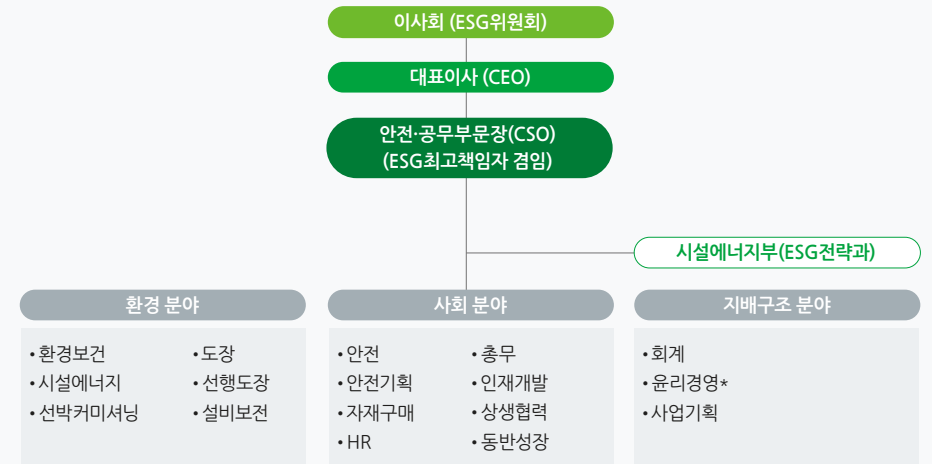 이사회 (ESG위원회)
대표이사 (CEO)
안전·공무부문장(CSO)
(ESG최고책임자 겸임)
시설에너지부(ESG전략과)
환경 분야
•환경보건
•시설에너지
•선박커미셔닝
•도장
•선행도장
•설비보전
사회 분야
•안전
•안전기획
•자재구매
•HR
•총무
•인재개발
•상생협력
•동반성장
지배구조 분야
•회계
•윤리경영*
•사업기획